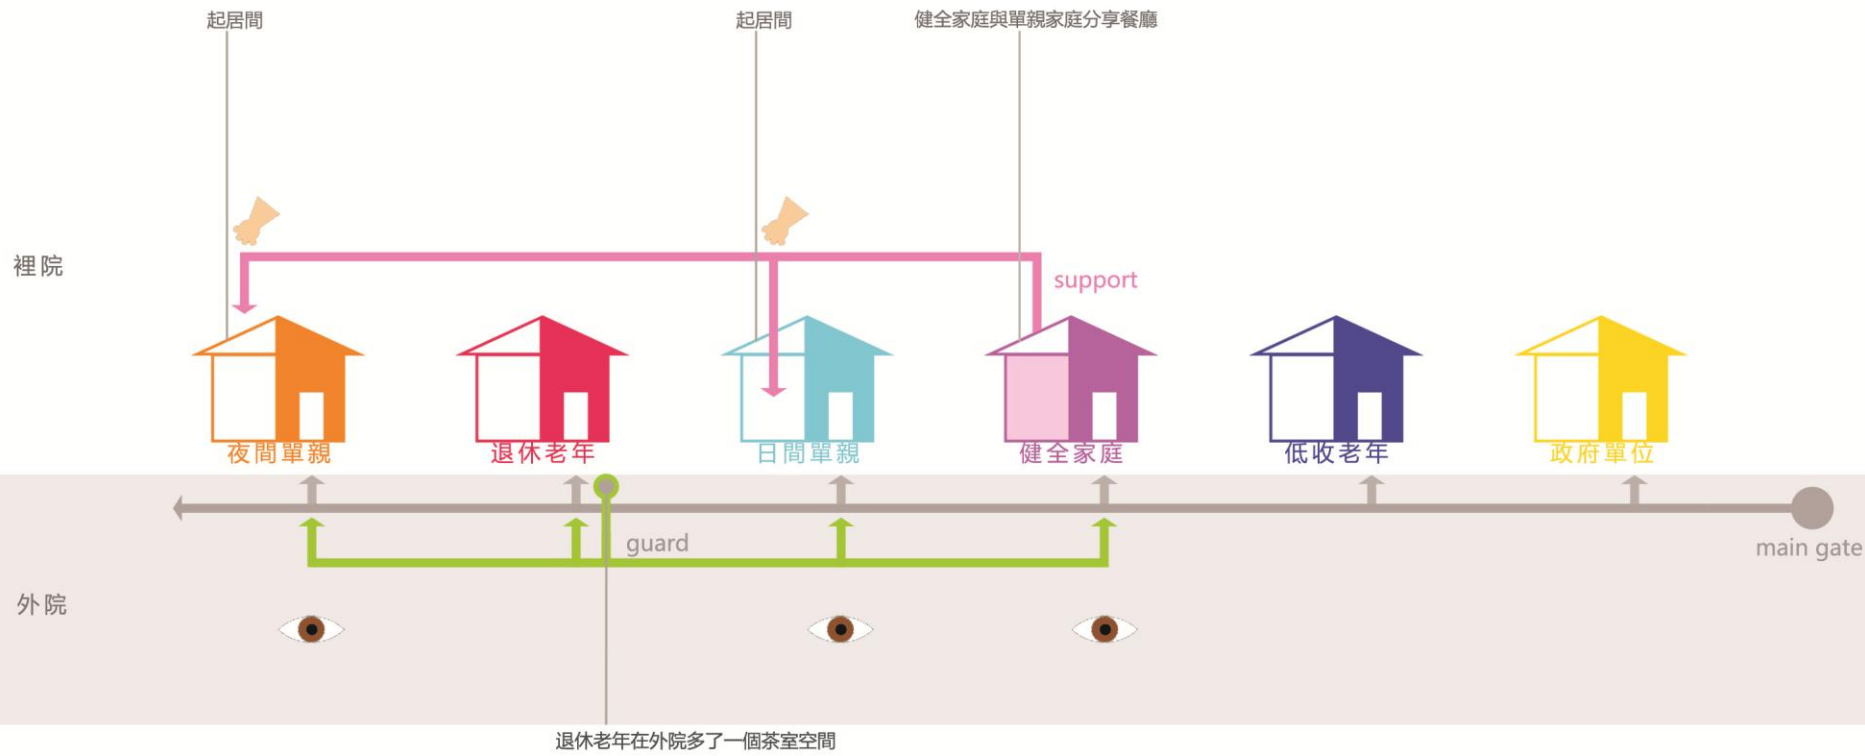 起居間
起居間
健全家庭與單親家庭分享餐廳
裡院
support
夜間單親
退休老年
日間單親
健全家庭
低收老年
政府單位
guard
main gate
外院
退休老年在外院多了一個茶室空間